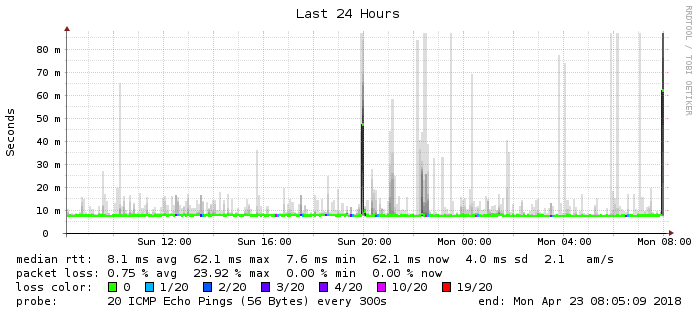 Last 24 Hours
RRDTOOL / TOBI OETIKER
Seconds
80 m
70 m
60 m
50 m
40 m
30 m
20 m
10 m
0
Sun 12:00 Sun 16:00 Sun 20:00 Mon 00:00 Mon 04:00 Mon 08:00
median rtt: 8.1 ms avg 62.1 ms max 7.6 ms min 62.1 ms now 4.0 ms sd 2.1 am/s
packet loss: 0.75 % avg 23.92 % max 0.00 % min 0.00 % now
loss color: 0 1/20 2/20 3/20 4/20 10/20 19/20
probe: 20 ICMP Echo Pings (56 Bytes) every 300s end: Mon Apr 23 08:05:09 2018